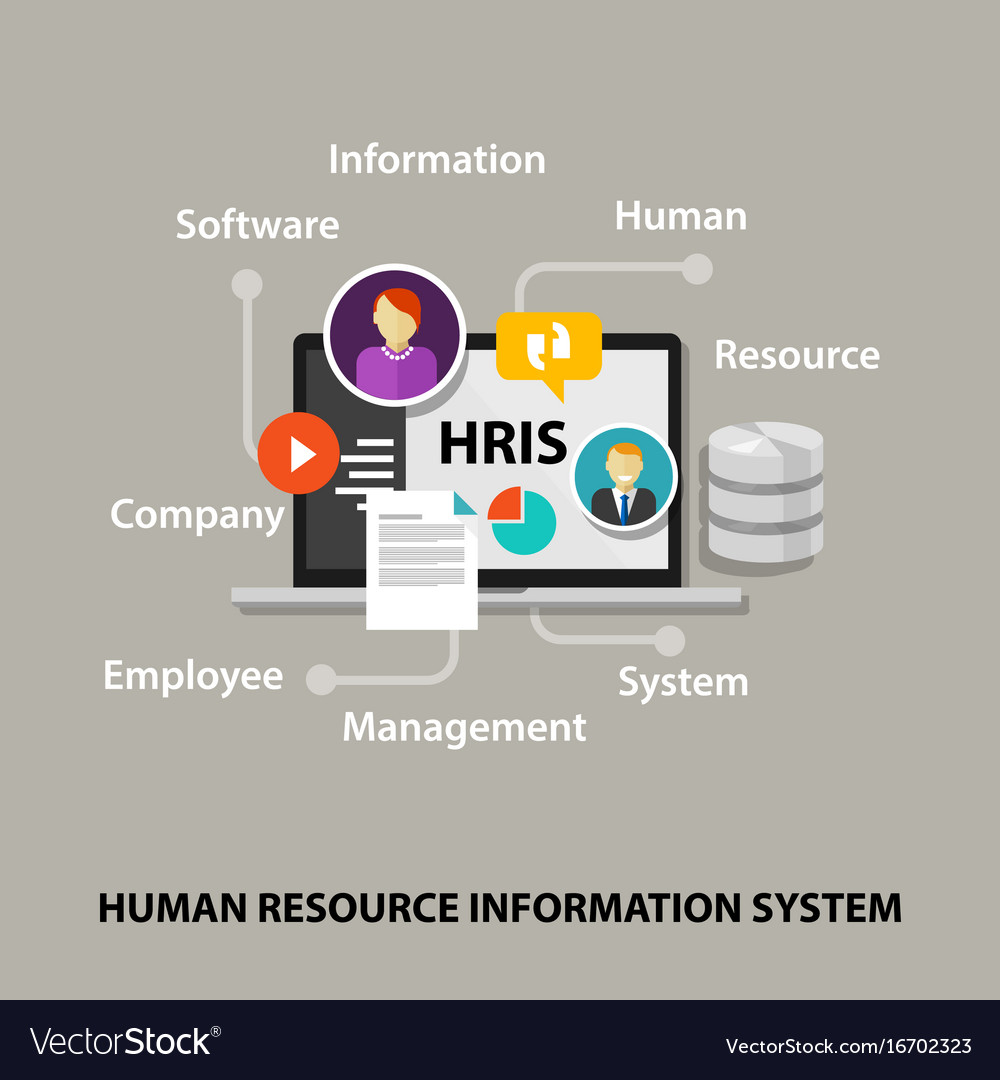 Information
Software
Human
Resource
HRIS
Company
Employee
System
Management
HUMAN RESOURCE INFORMATION SYSTEM
VectorStock®
VectorStock.com/16702323